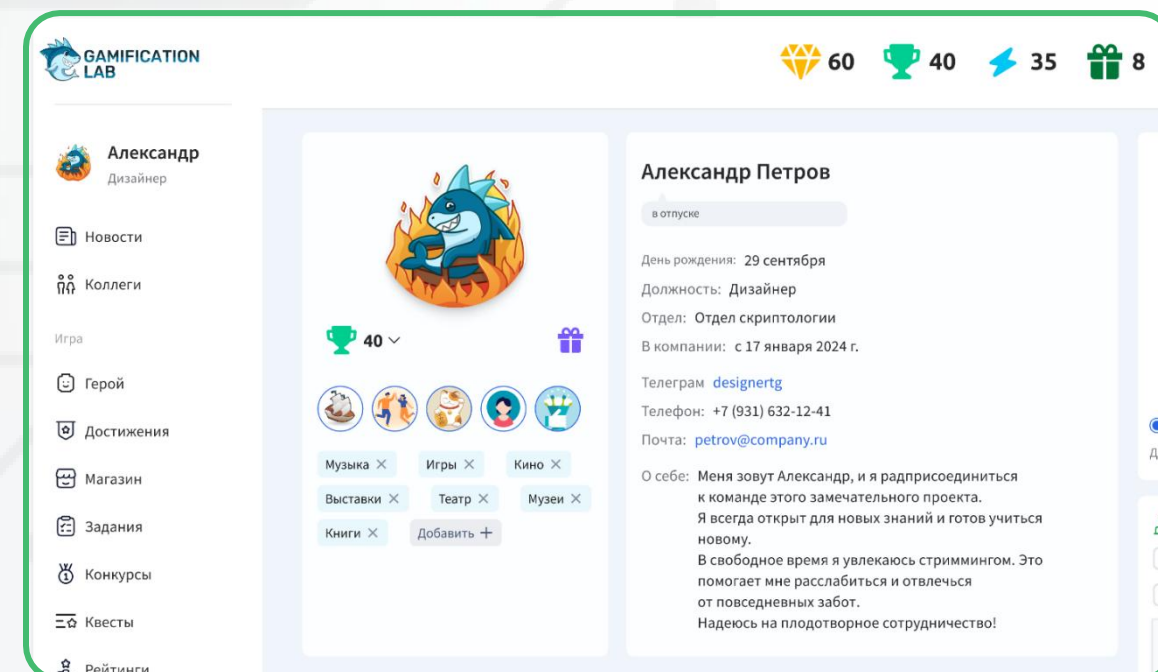 GAMIFICATION
LAB
60
40
35
8
Александр
Дизайнер
Новости
Коллеги
Игра
Герой
Достижения
Магазин
Задания
Конкурсы
Квесты
Рейтинги
40
Музыка ×
Игры ×
Кино ×
Выставки ×
Театр ×
Музеи ×
Книги ×
Добавить +
Александр Петров
в отпуске
День рождения: 29 сентября
Должность: Дизайнер
Отдел: Отдел скриптологии
В компании: с 17 января 2024 г.
Телеграм designertg
Телефон: +7 (931) 632-12-41
Почта: petrov@company.ru
О себе: Меня зовут Александр, и я радприсоединиться
к команде этого замечательного проекта.
Я всегда открыт для новых знаний и готов учиться
новому.
В свободное время я увлекаюсь стриммингом. Это
помогает мне расслабиться и отвлечься
от повседневных забот.
Надеюсь на плодотворное сотрудничество!